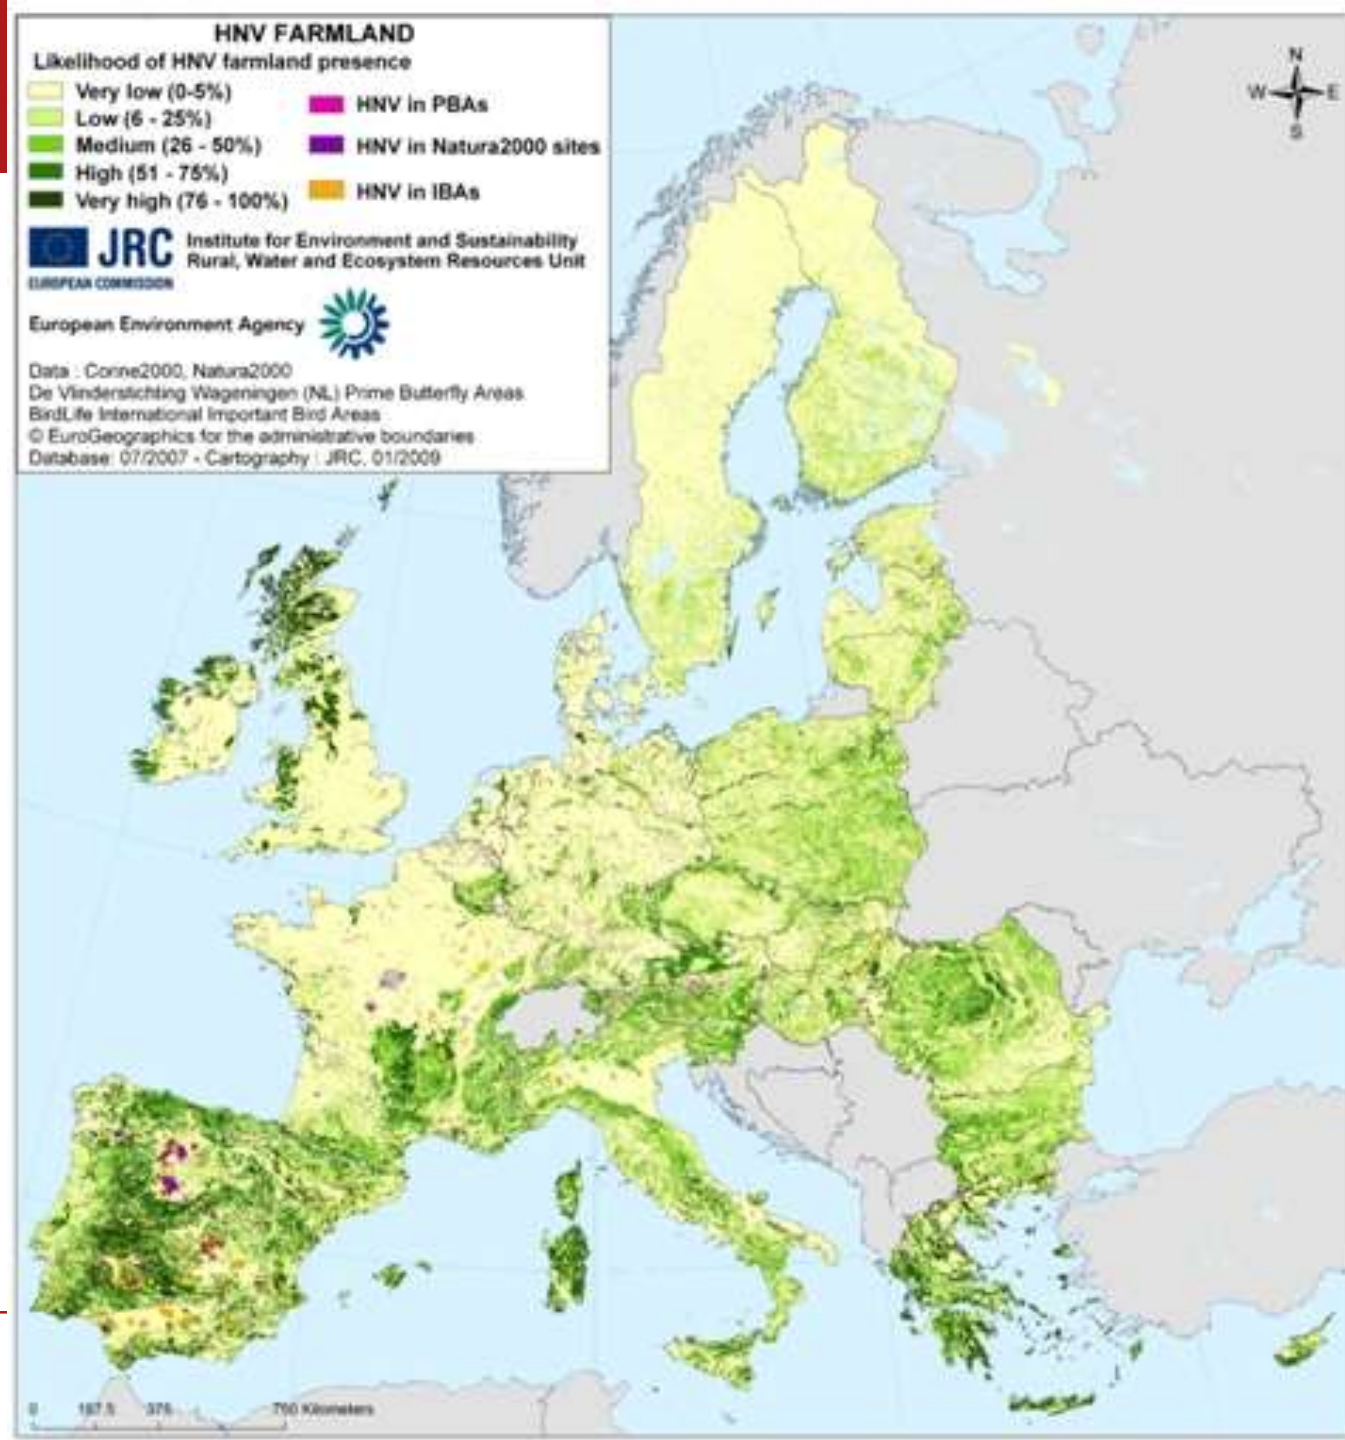 HNV FARMLAND
Likelihood of HNV farmland presence
Very low (0-5%)
Low (6 - 25%)
Medium (26 - 50%)
High (51 - 75%)
Very high (76 - 100%)
HNV in PBAs
HNV in Natura2000 sites
HNV in IBAs
JRC
EUROPEAN COMMISSION
Institute for Environment and Sustainability
Rural, Water and Ecosystem Resources Unit
European Environment Agency
Data : Corine2000, Natura2000
De Vlinderstichting Wageningen (NL) Prime Butterfly Areas
BirdLife International Important Bird Areas
© EuroGeographics for the administrative boundaries
Database: 07/2007 - Cartography : JRC, 01/2009
N
W E
S
0 187.5 375 750 Kilometers